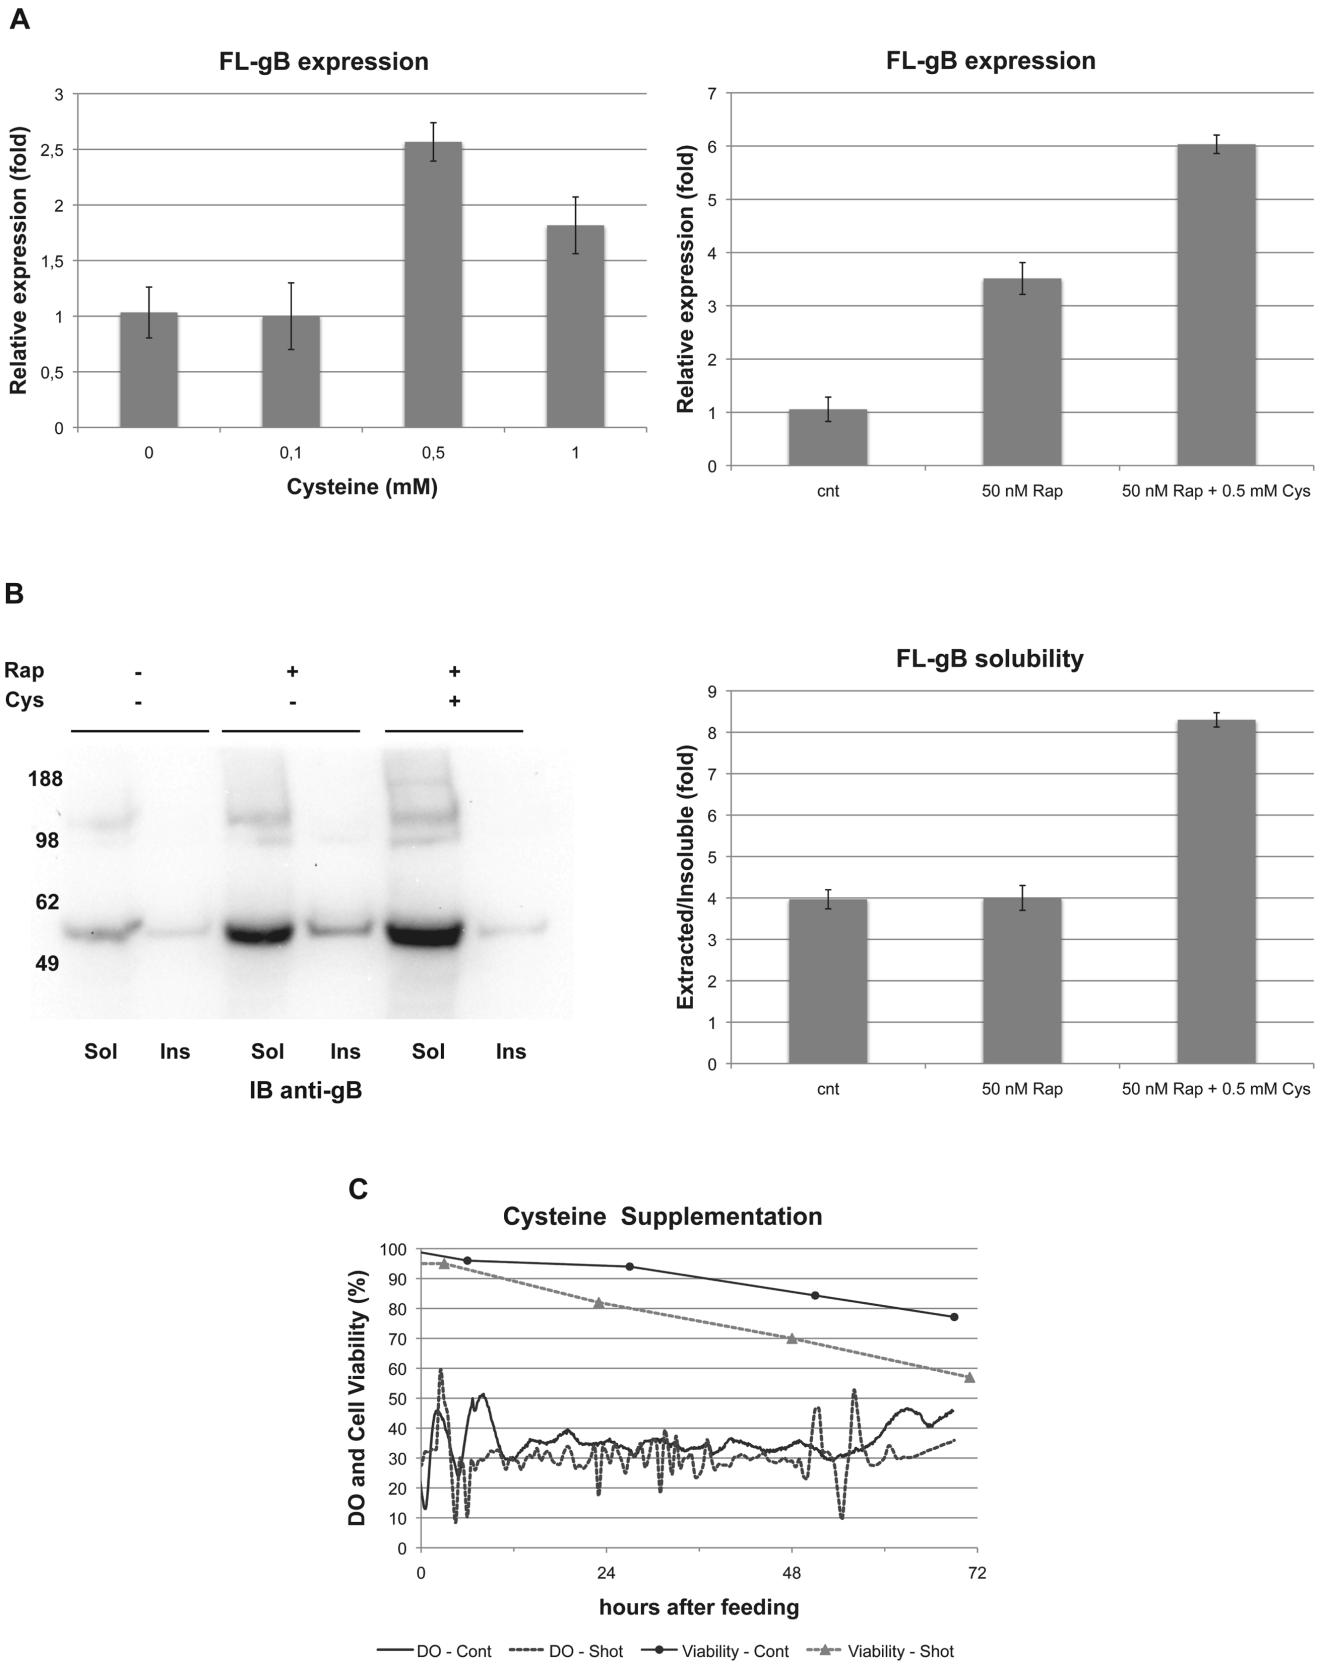 A
FL-gB expression
Relative expression (fold)
3
2,5
2
1,5
1
0,5
0
0 0,1 0,5 1
Cysteine (mM)
FL-gB expression
Relative expression (fold)
7
6
5
4
3
2
1
0
cnt 50 nM Rap 50 nM Rap + 0.5 mM Cys
B
Rap - + +
Cys - - +
188
98
62
49
Sol Ins Sol Ins Sol Ins
IB anti-gB
FL-gB solubility
Extracted/Insoluble (fold)
9
8
7
6
5
4
3
2
1
0
cnt 50 nM Rap 50 nM Rap + 0.5 mM Cys
C
Cysteine Supplementation
DO and Cell Viability (%)
100
90
80
70
60
50
40
30
20
10
0
0 24 48 72
hours after feeding
DO - Cont DO - Shot Viability - Cont Viability - Shot